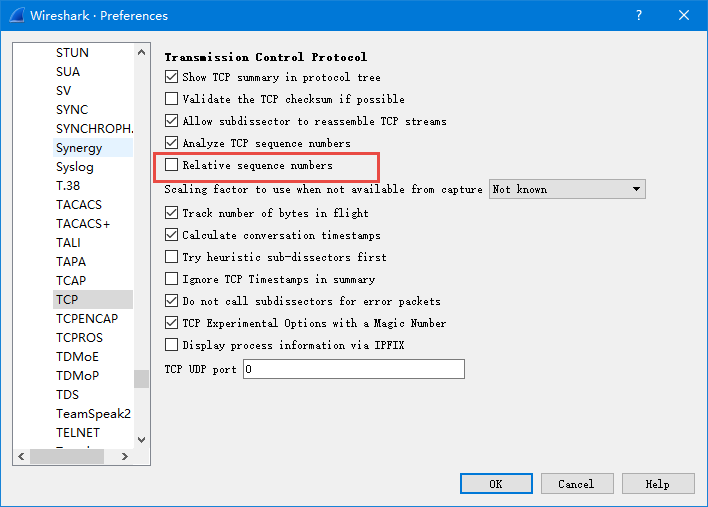 Wireshark · Preferences
STUN
SUA
SV
SYNC
SYNCHROPH.
Synergy
Syslog
T.38
TACACS
TACACS+
TALI
TAPA
TCAP
TCP
TCPENCAP
TCPROS
TDMoE
TDMoP
TDS
TeamSpeak2
TELNET
Transmission Control Protocol
Show TCP summary in protocol tree
Validate the TCP checksum if possible
Allow subdissector to reassemble TCP streams
Analyze TCP sequence numbers
Relative sequence numbers
Scaling factor to use when not available from capture Not known
Track number of bytes in flight
Calculate conversation timestamps
Try heuristic sub-dissectors first
Ignore TCP Timestamps in summary
Do not call subdissectors for error packets
TCP Experimental Options with a Magic Number
Display process information via IPFIX
TCP UDP port 0
OK Cancel Help